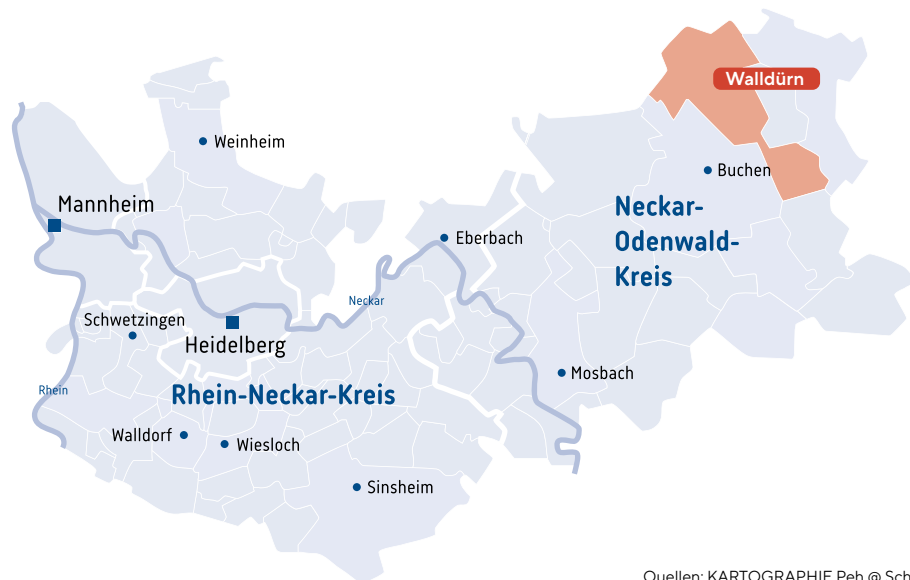 Walldürn
Weinheim
Buchen
Mannheim
Neckar-
Odenwald-
Kreis
Eberbach
Neckar
Schwetzingen
Heidelberg
Mosbach
Rhein
Rhein-Neckar-Kreis
Walldorf
Wiesloch
Sinsheim
Quellen: KARTOGRAPHIE Peh @ Sch